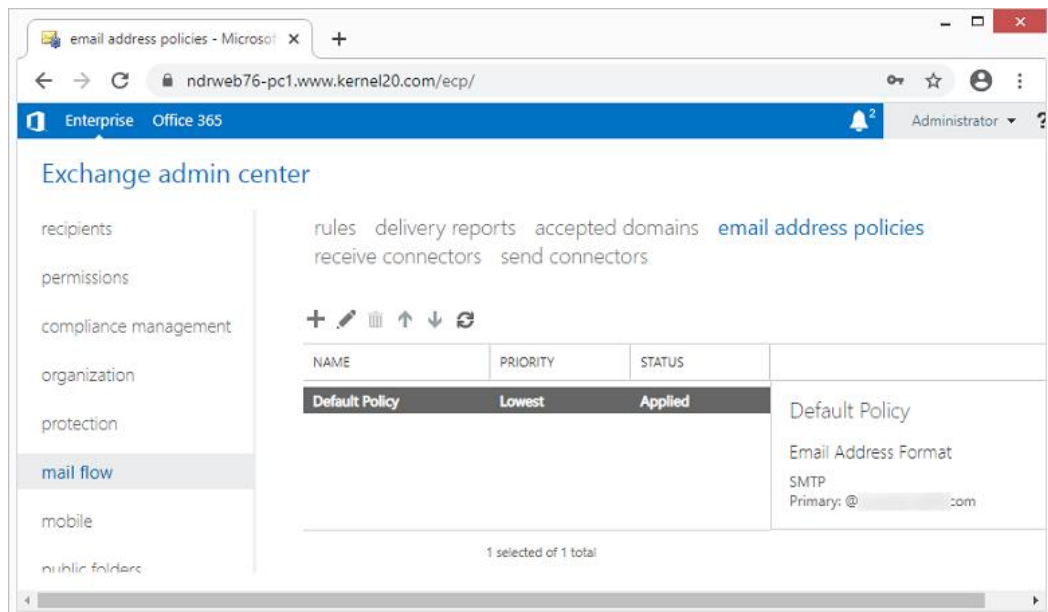 email address policies - Microsof
ndrweb76-pc1.www.kernel20.com/ecp/
Enterprise Office 365 2 Administrator ?
Exchange admin center
recipients
permissions
compliance management
organization
protection
mail flow
mobile
public folders
rules delivery reports accepted domains email address policies
receive connectors send connectors
NAME PRIORITY STATUS
Default Policy Lowest Applied
1 selected of 1 total
Default Policy
Email Address Format
SMTP
Primary: @ com